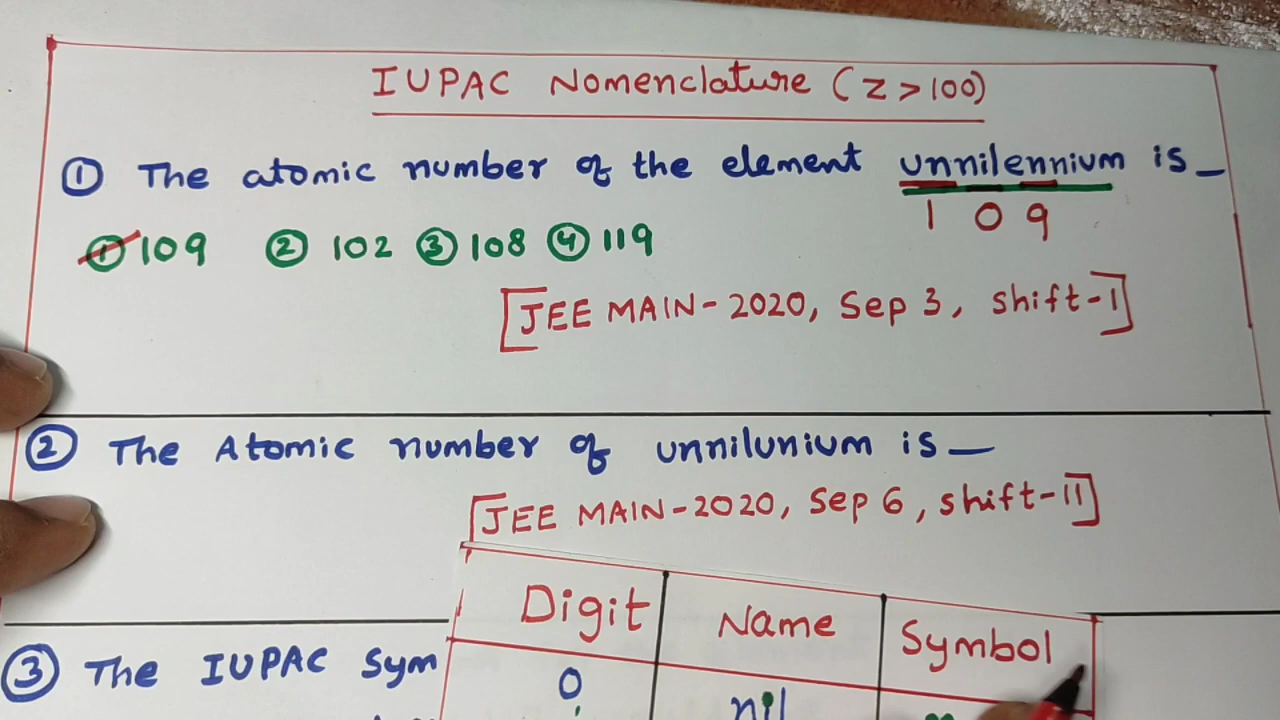 IUPAC Nomenclature (Z>100)
① The atomic number of the element unnilennium is_
1 0 9
① 109 ② 102 ③ 108 ④ 119
[JEE MAIN-2020, Sep 3, shift-I]
② The Atomic number of unnilunium is_
[JEE MAIN-2020, Sep 6, shift-II]
Digit Name Symbol
0 nil
③ The IUPAC Sym